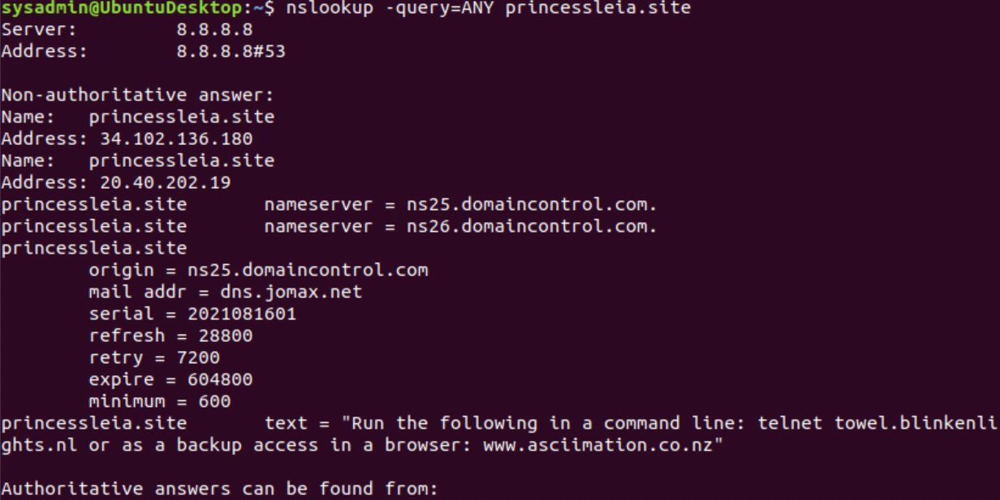 sysadmin@UbuntuDesktop:~$ nslookup -query=ANY princessleia.site
Server:         8.8.8.8
Address:        8.8.8.8#53

Non-authoritative answer:
Name:   princessleia.site
Address: 34.102.136.180
Name:   princessleia.site
Address: 20.40.202.19
princessleia.site       nameserver = ns25.domaincontrol.com.
princessleia.site       nameserver = ns26.domaincontrol.com.
princessleia.site
        origin = ns25.domaincontrol.com
        mail addr = dns.jomax.net
        serial = 2021081601
        refresh = 28800
        retry = 7200
        expire = 604800
        minimum = 600
princessleia.site       text = "Run the following in a command line: telnet towel.blinkenli
ghts.nl or as a backup access in a browser: www.asciimation.co.nz"

Authoritative answers can be found from: